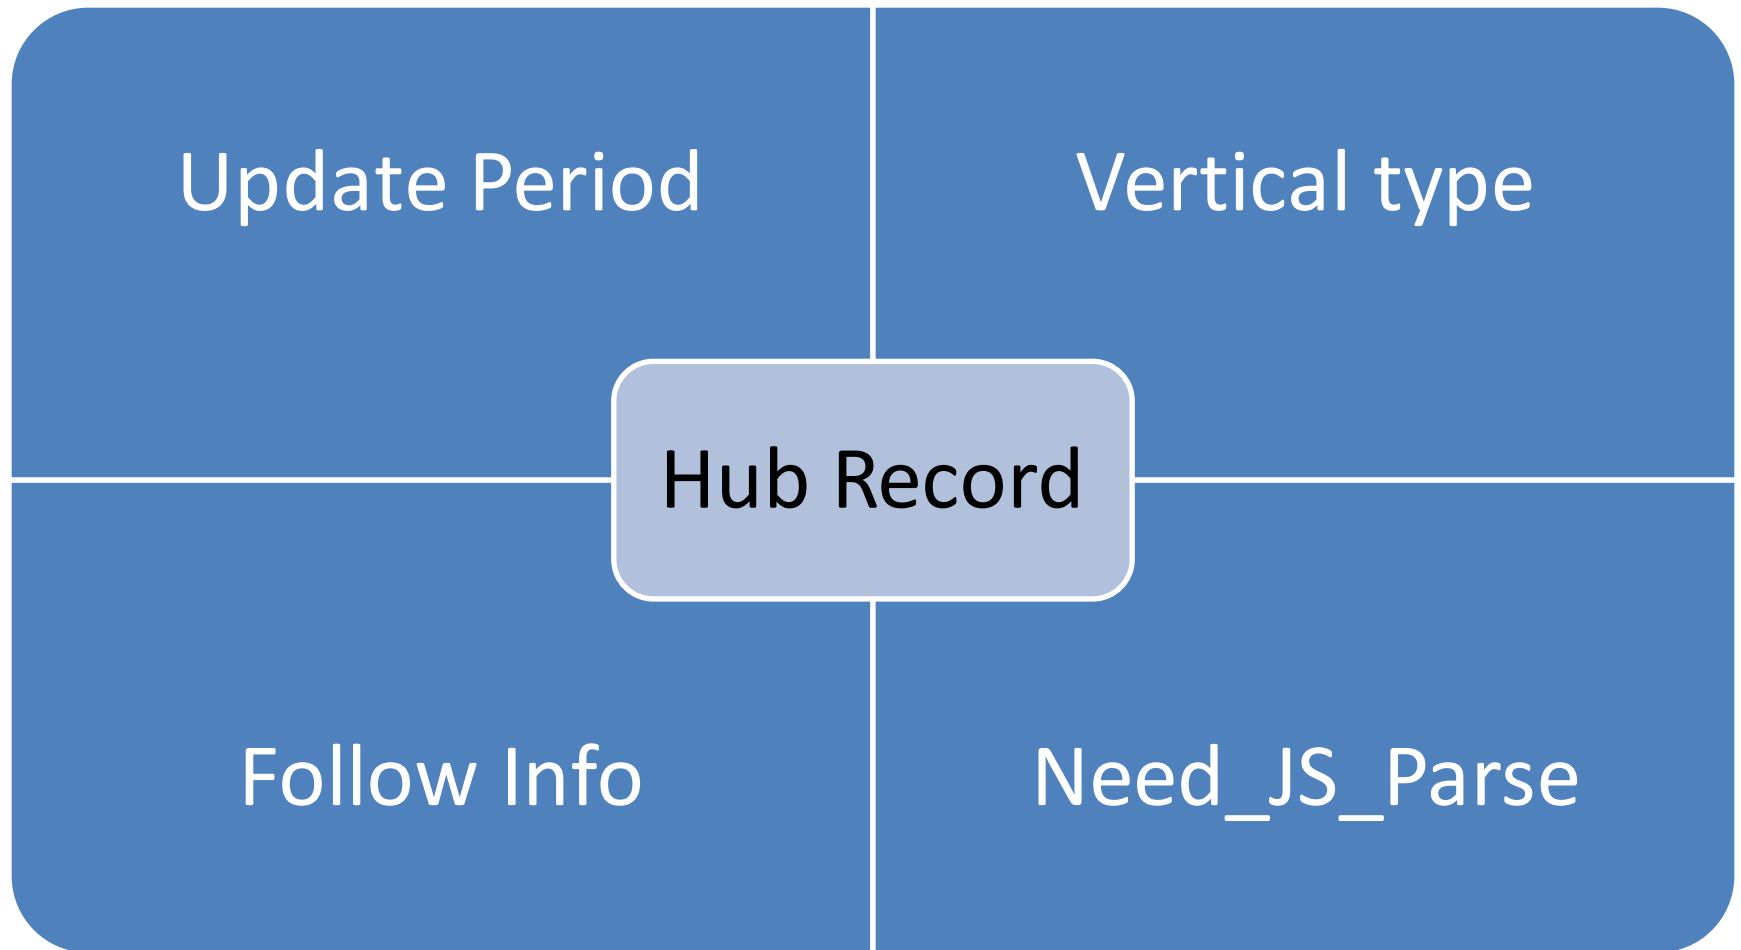 Update Period
Vertical type
Hub Record
Follow Info
Need_JS_Parse